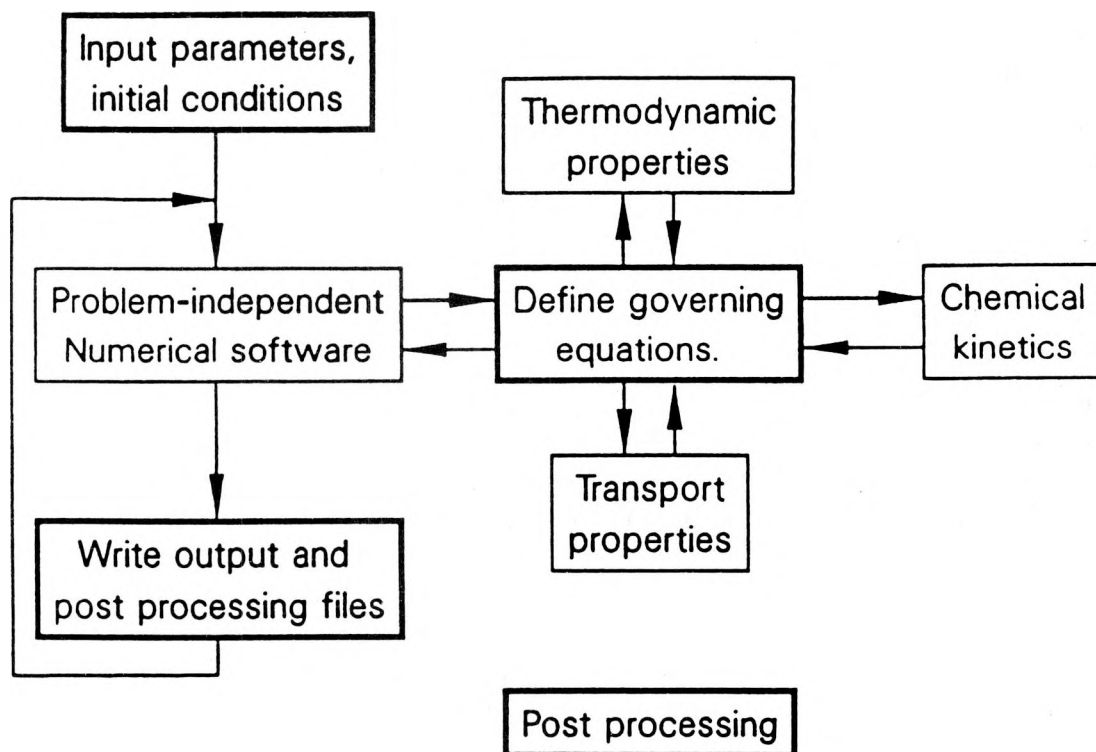 Input parameters,
initial conditions
Thermodynamic
properties
Problem-independent
Numerical software
Define governing
equations.
Chemical
kinetics
Transport
properties
Write output and
post processing files
Post processing